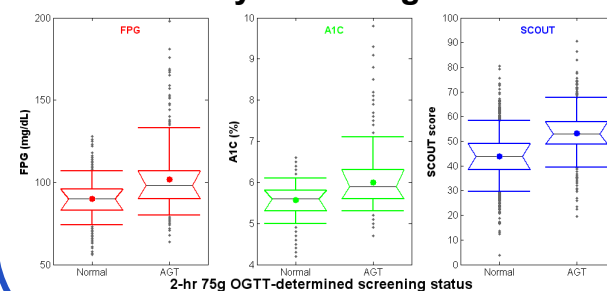 FPG
A1C
SCOUT
FPG (mg/dL)
200
150
100
50
Normal
AGT
A1C (%)
10
9
8
7
6
5
4
Normal
AGT
SCOUT score
100
90
80
70
60
50
40
30
20
10
0
Normal
AGT
2-hr 75g OGTT-determined screening status